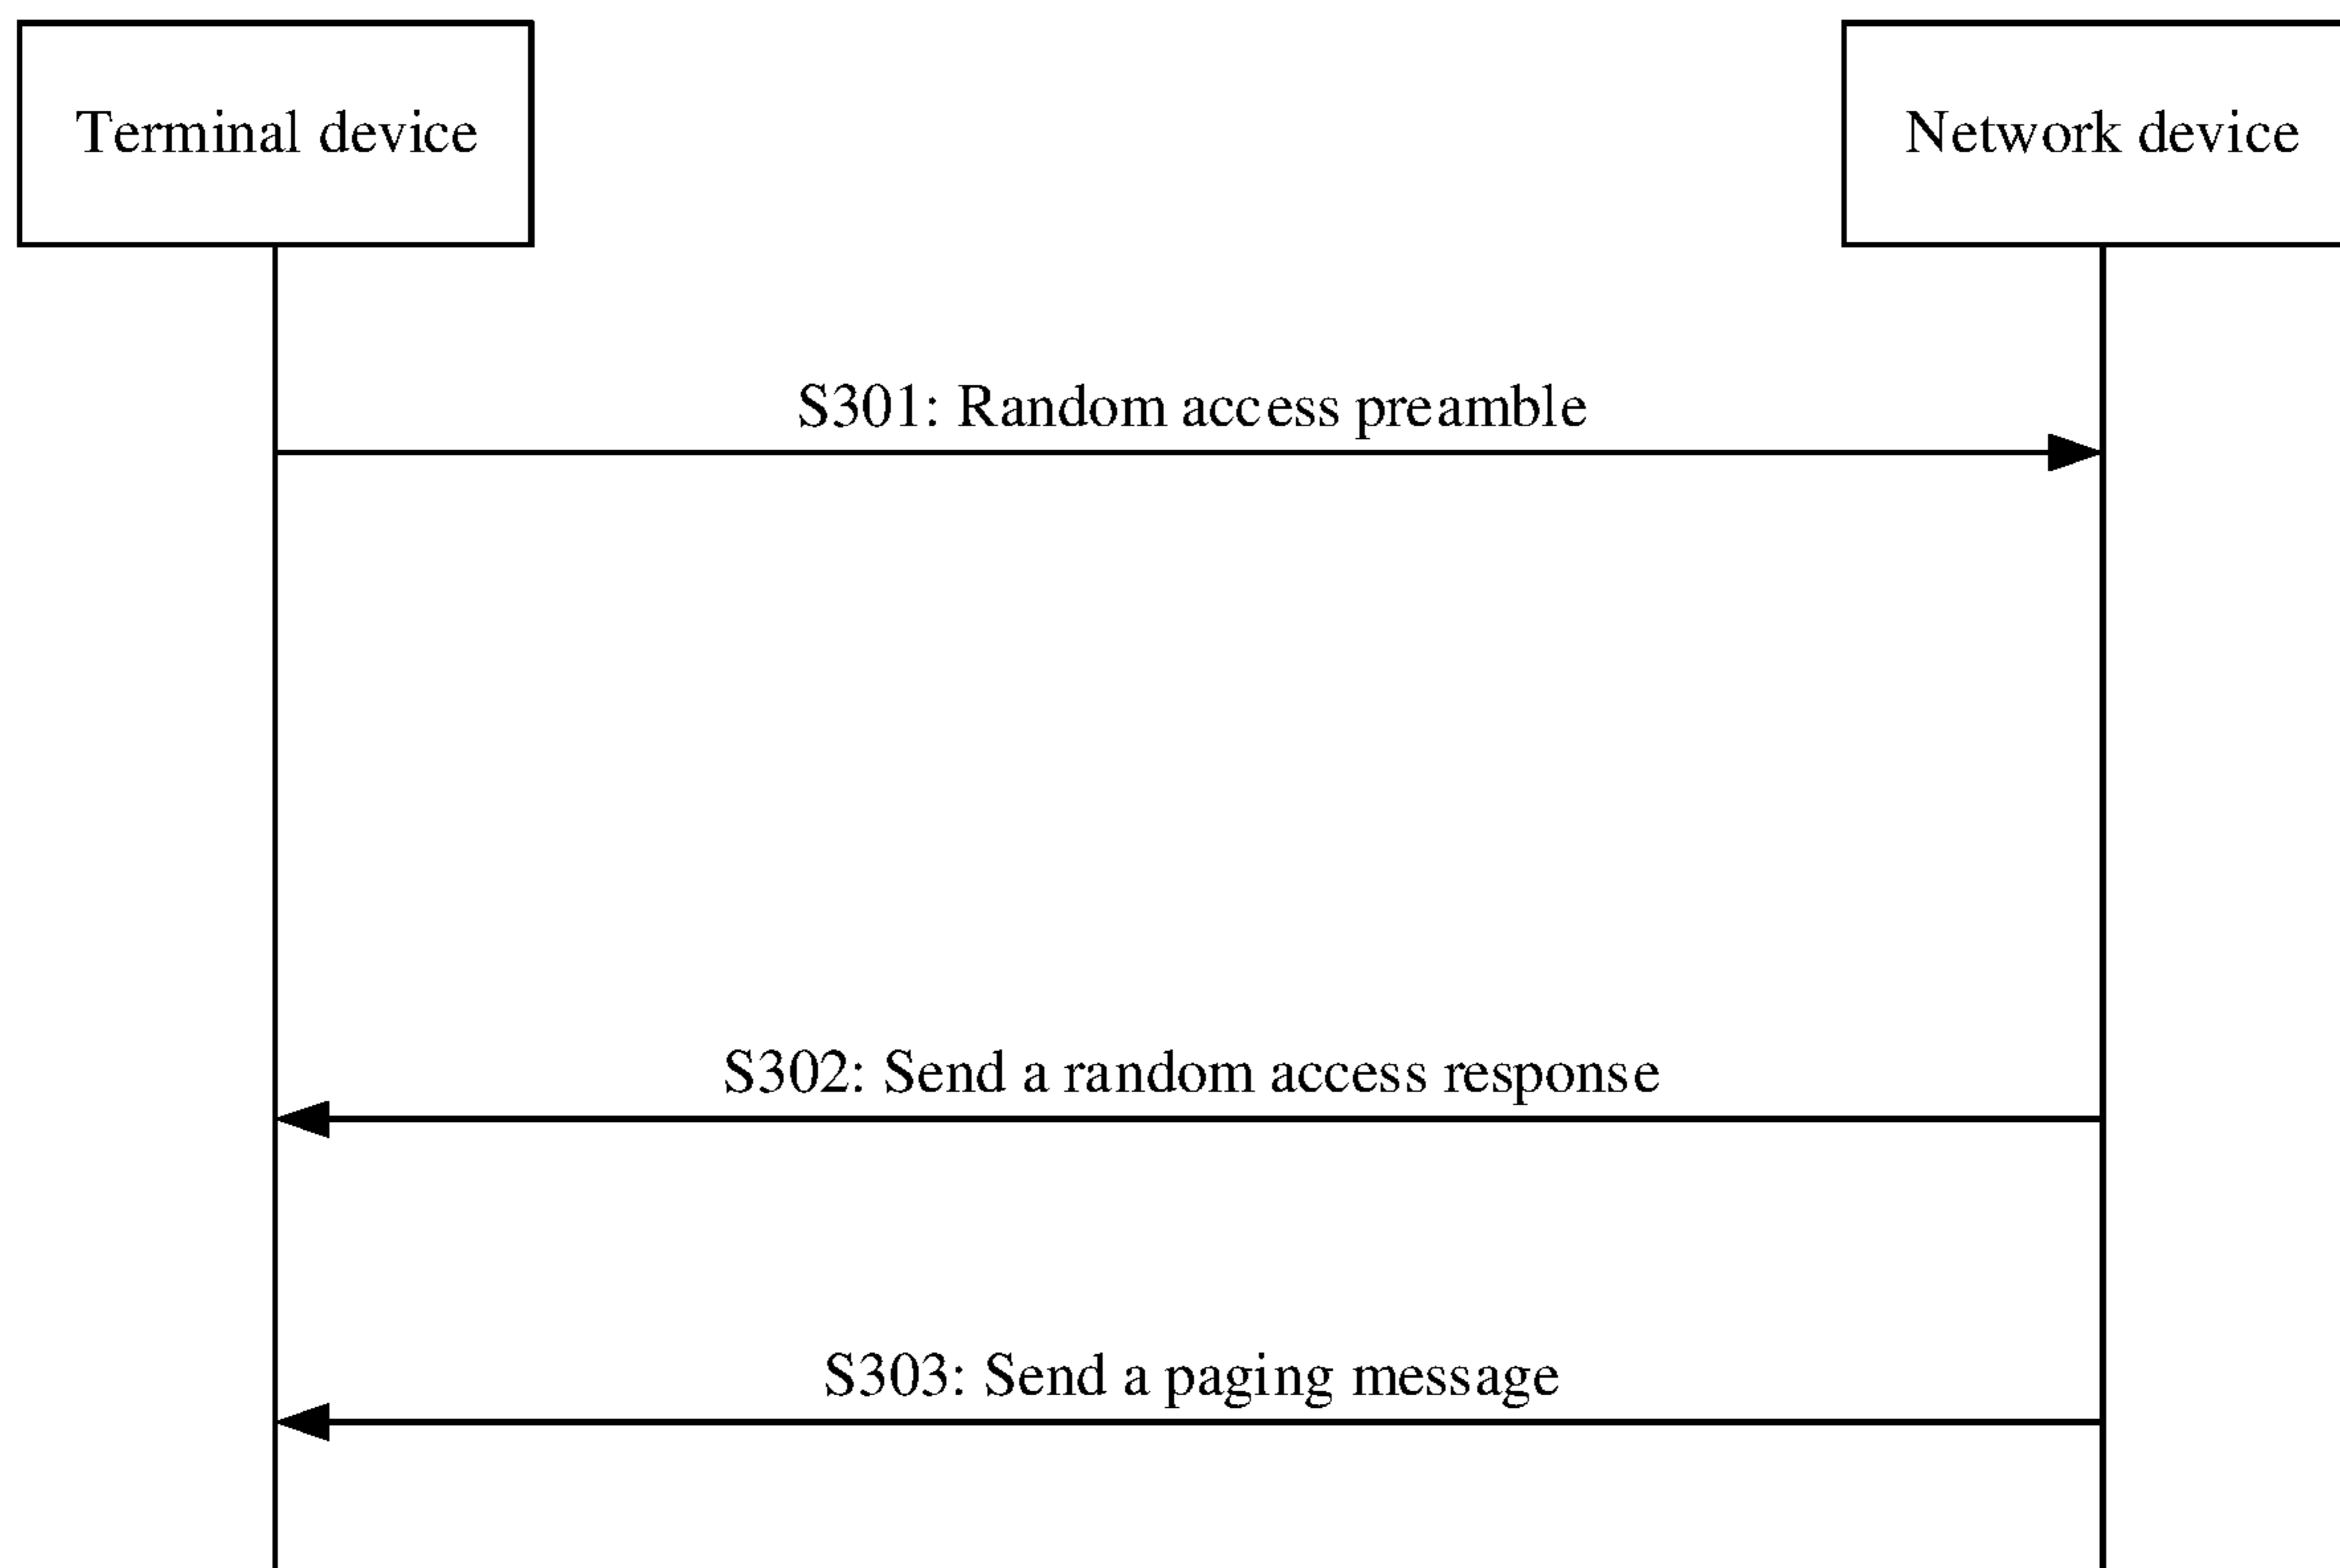 Terminal device
Network device
S301: Random access preamble
S302: Send a random access response
S303: Send a paging message